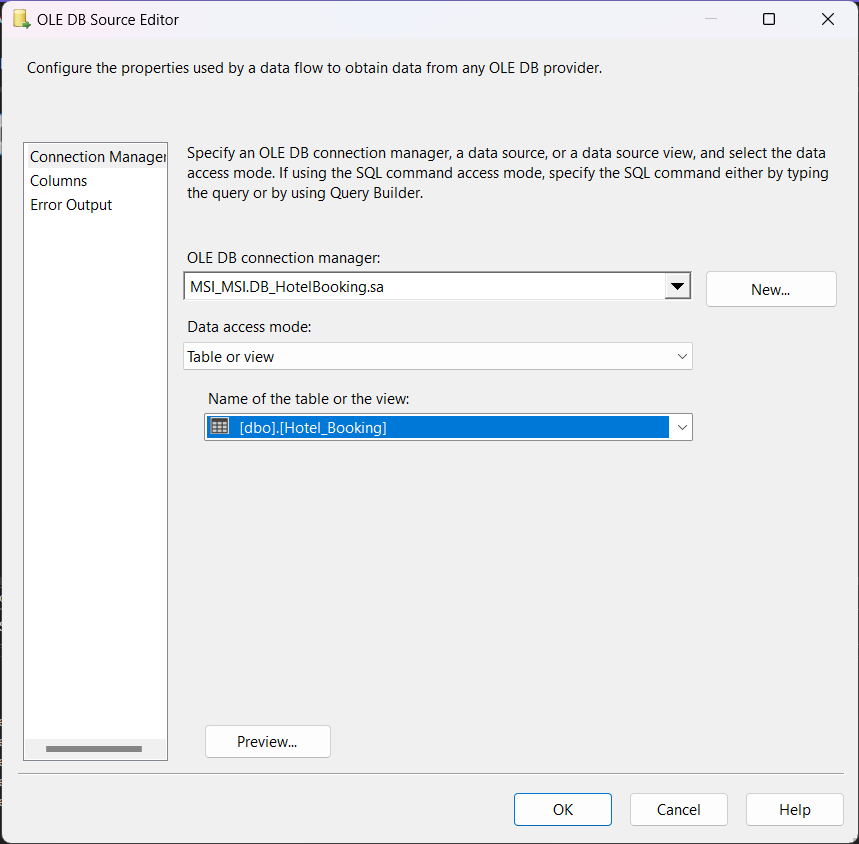 OLE DB Source Editor
Configure the properties used by a data flow to obtain data from any OLE DB provider.
Connection Manager
Columns
Error Output
Specify an OLE DB connection manager, a data source, or a data source view, and select the data
access mode. If using the SQL command access mode, specify the SQL command either by typing
the query or by using Query Builder.
OLE DB connection manager:
MSI_MSI.DB_HotelBooking.sa
New...
Data access mode:
Table or view
Name of the table or the view:
[dbo].[Hotel_Booking]
Preview...
OK
Cancel
Help